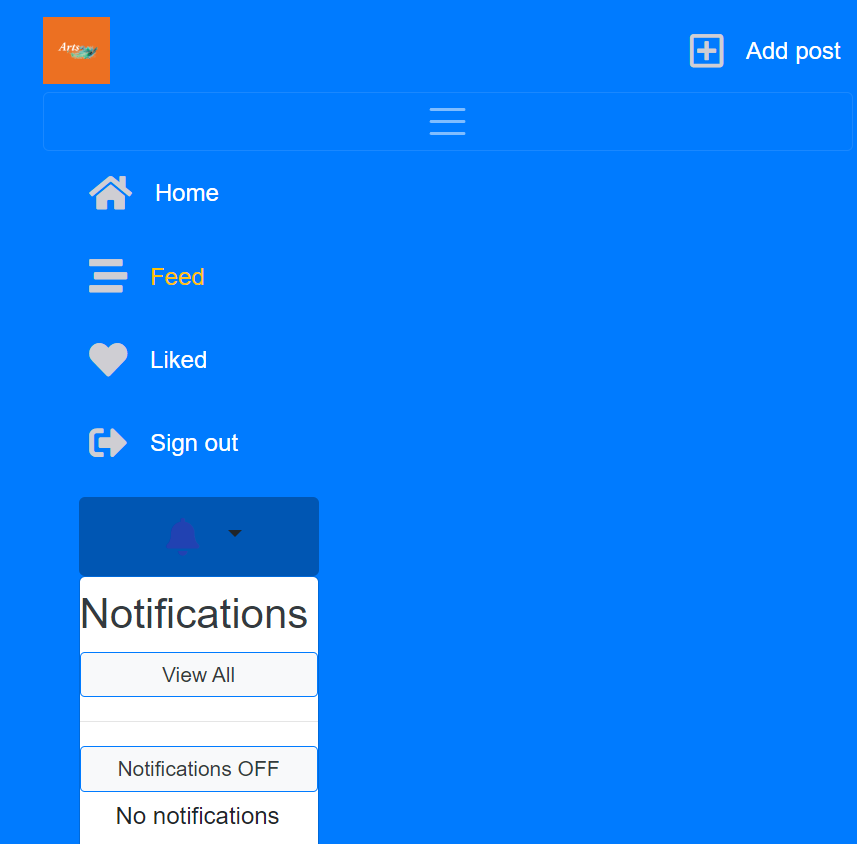 Arts
Add post
Home
Feed
Liked
Sign out
Notifications
View All
Notifications OFF
No notifications